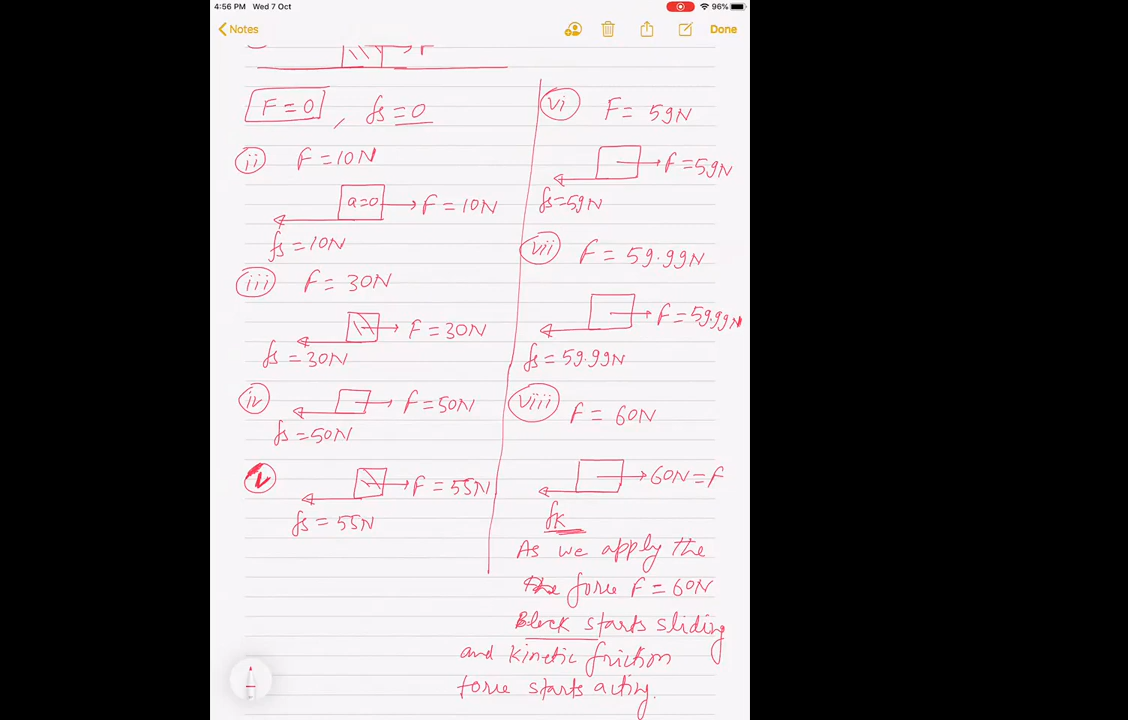 4:56 PM Wed 7 Oct
96%
Notes
Done
F
F = 0 , fs = 0
ii F = 10N
a=0 F = 10N
fs = 10N
iii F = 30N
F = 30N
fs = 30N
iv F = 50N
fs = 50N
v F = 55N
fs = 55N
vi F = 59N
F = 59N
fs = 59N
vii F = 59.99N
F = 59.99N
fs = 59.99N
viii F = 60N
60N = F
fk
As we apply the
force F = 60N
Block starts sliding
and kinetic friction
force starts acting.